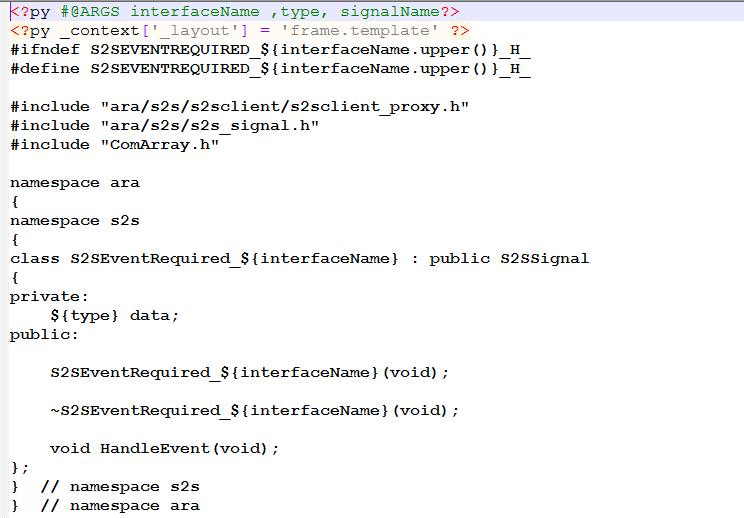 <?py #@ARGS interfaceName ,type, signalName?>
<?py _context['_layout'] = 'frame.template' ?>
#ifndef S2SEVENTREQUIRED_${interfaceName.upper()}_H_
#define S2SEVENTREQUIRED_${interfaceName.upper()}_H_

#include "ara/s2s/s2sclient/s2sclient_proxy.h"
#include "ara/s2s/s2s_signal.h"
#include "ComArray.h"

namespace ara
{
namespace s2s
{
class S2SEventRequired_${interfaceName} : public S2SSignal
{
private:
    ${type} data;
public:

    S2SEventRequired_${interfaceName}(void);

    ~S2SEventRequired_${interfaceName}(void);

    void HandleEvent(void);
};
}  // namespace s2s
}  // namespace ara